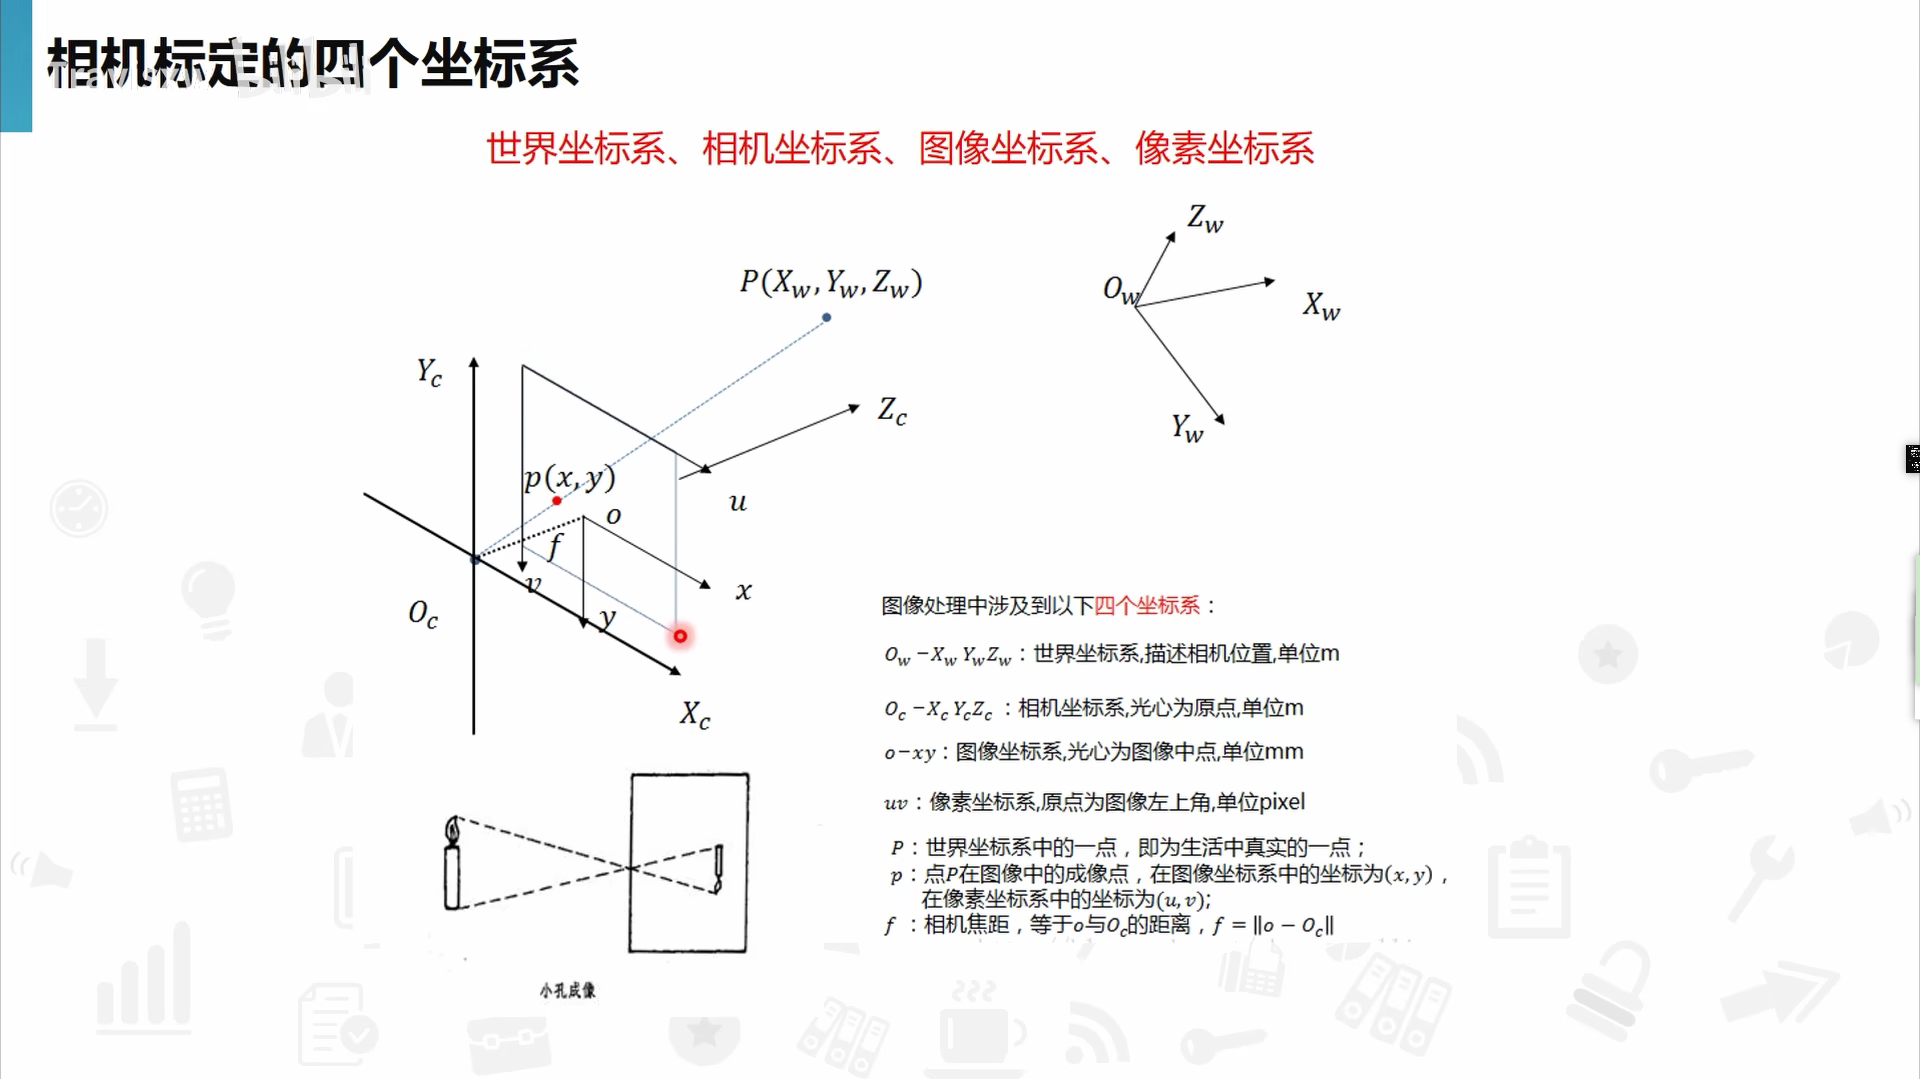 相机标定的四个坐标系
世界坐标系、相机坐标系、图像坐标系、像素坐标系
Z_w
P(X_w, Y_w, Z_w)
O_w
X_w
Y_c
Z_c
Y_w
p(x, y)
u
o
f
v
x
O_c
y
X_c
图像处理中涉及到以下四个坐标系：
O_w－X_w Y_w Z_w：世界坐标系,描述相机位置,单位m
O_c－X_c Y_c Z_c：相机坐标系,光心为原点,单位m
o－xy：图像坐标系,光心为图像中点,单位mm
uv：像素坐标系,原点为图像左上角,单位pixel
P：世界坐标系中的一点，即为生活中真实的一点；
p：点P在图像中的成像点，在图像坐标系中的坐标为(x, y)，
在像素坐标系中的坐标为(u, v);
f ：相机焦距，等于o与O_c的距离，f = ‖o − O_c‖
小孔成像